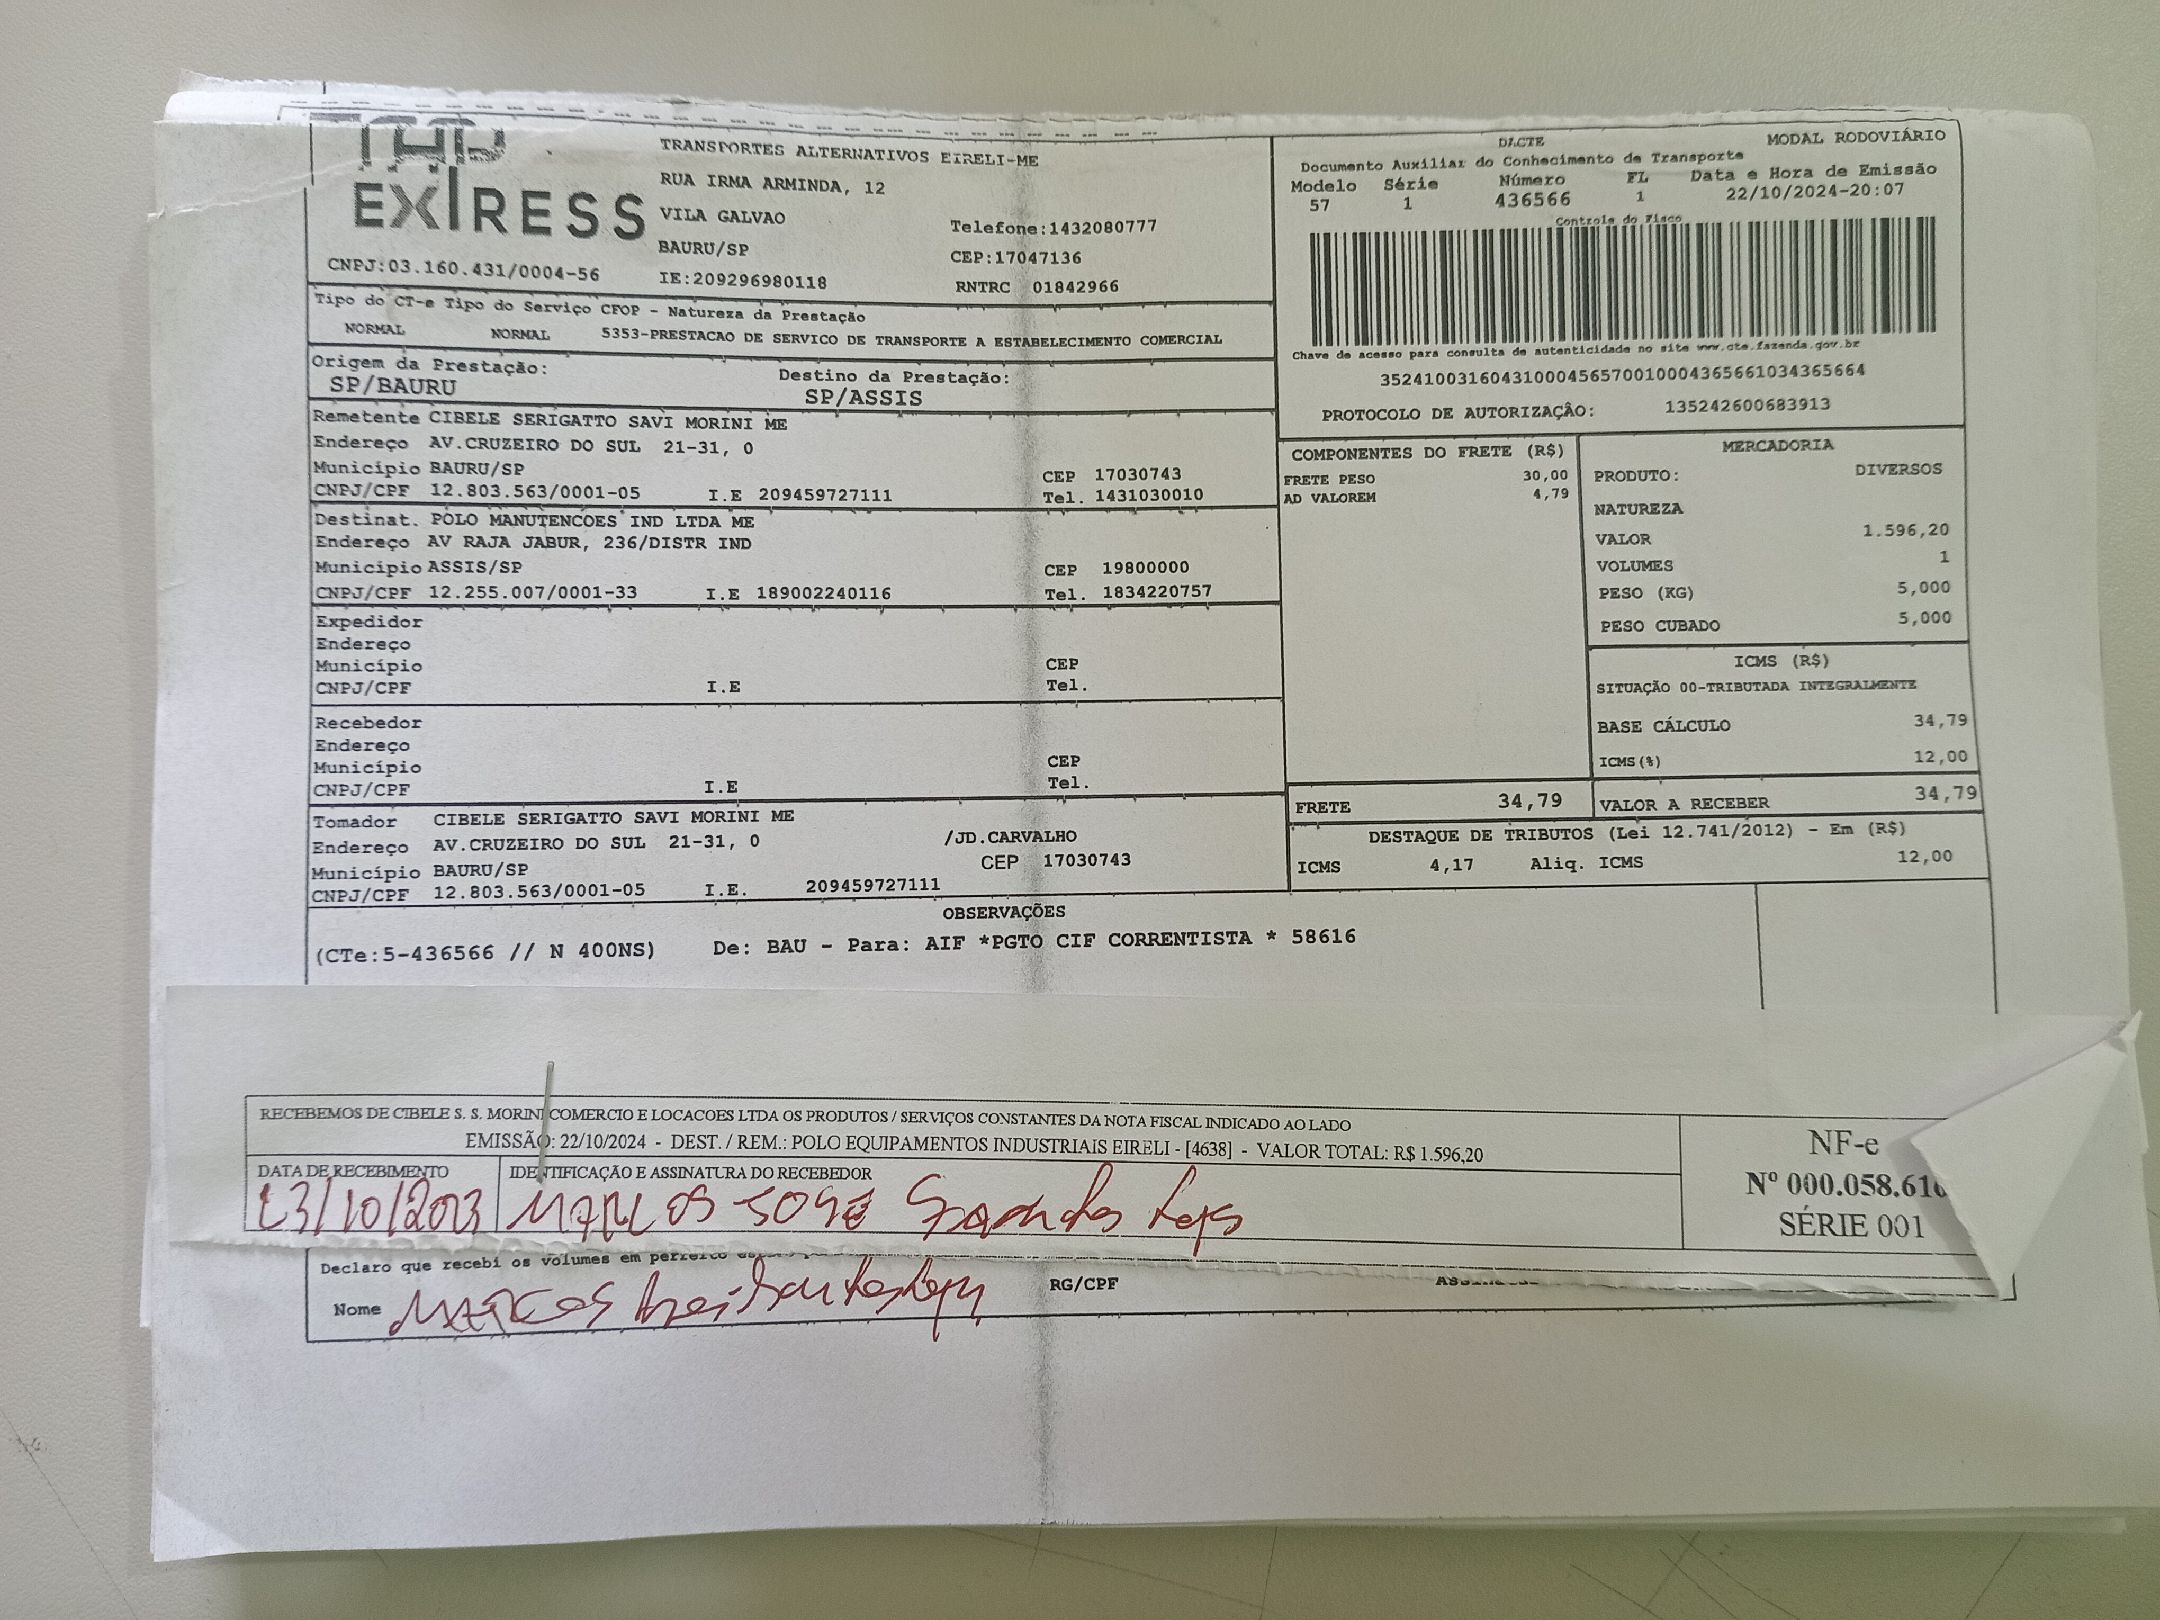 EXPRESS
TRANSPORTES ALTERNATIVOS EIRELI-ME
RUA IRMA ARMINDA, 12
VILA GALVAO
Telefone:1432080777
BAURU/SP
CEP:17047136
CNPJ:03.160.431/0004-56
IE:209296980118
RNTRC 01842966
DACTE
MODAL RODOVIÁRIO
Documento Auxiliar do Conhecimento de Transporte
Modelo Série Número FL Data e Hora de Emissão
57 1 436566 1 22/10/2024-20:07
Controle do Fisco
Chave de acesso para consulta de autenticidade no site www.cte.fazenda.gov.br
35241003160431000456570010004365661034365664
PROTOCOLO DE AUTORIZAÇÂO: 135242600683913
Tipo do CT-e Tipo do Serviço CFOP - Natureza da Prestação
NORMAL NORMAL 5353-PRESTACAO DE SERVICO DE TRANSPORTE A ESTABELECIMENTO COMERCIAL
Origem da Prestação: Destino da Prestação:
SP/BAURU SP/ASSIS
Remetente CIBELE SERIGATTO SAVI MORINI ME
Endereço AV.CRUZEIRO DO SUL 21-31, 0
Município BAURU/SP CEP 17030743
CNPJ/CPF 12.803.563/0001-05 I.E 209459727111 Tel. 1431030010
Destinat. POLO MANUTENCOES IND LTDA ME
Endereço AV RAJA JABUR, 236/DISTR IND
Município ASSIS/SP CEP 19800000
CNPJ/CPF 12.255.007/0001-33 I.E 189002240116 Tel. 1834220757
Expedidor
Endereço
Município CEP
CNPJ/CPF I.E Tel.
Recebedor
Endereço
Município CEP
CNPJ/CPF I.E Tel.
Tomador CIBELE SERIGATTO SAVI MORINI ME
Endereço AV.CRUZEIRO DO SUL 21-31, 0 /JD.CARVALHO
Município BAURU/SP CEP 17030743
CNPJ/CPF 12.803.563/0001-05 I.E. 209459727111
COMPONENTES DO FRETE (R$)
FRETE PESO 30,00
AD VALOREM 4,79
MERCADORIA
PRODUTO: DIVERSOS
NATUREZA
VALOR 1.596,20
VOLUMES 1
PESO (KG) 5,000
PESO CUBADO 5,000
ICMS (R$)
SITUAÇÃO 00-TRIBUTADA INTEGRALMENTE
BASE CÁLCULO 34,79
ICMS(%) 12,00
FRETE 34,79 VALOR A RECEBER 34,79
DESTAQUE DE TRIBUTOS (Lei 12.741/2012) - Em (R$)
ICMS 4,17 Aliq. ICMS 12,00
OBSERVAÇÕES
(CTe:5-436566 // N 400NS) De: BAU - Para: AIF *PGTO CIF CORRENTISTA * 58616
RECEBEMOS DE CIBELE S. S. MORINI COMERCIO E LOCACOES LTDA OS PRODUTOS / SERVIÇOS CONSTANTES DA NOTA FISCAL INDICADO AO LADO
EMISSÃO: 22/10/2024 - DEST. / REM.: POLO EQUIPAMENTOS INDUSTRIAIS EIRELI - [4638] - VALOR TOTAL: R$ 1.596,20
DATA DE RECEBIMENTO IDENTIFICAÇÃO E ASSINATURA DO RECEBEDOR
MARCOS JOSE
NF-e
Nº 000.058.616
SÉRIE 001
Declaro que recebi os volumes em perfeito
Nome MARCOS RG/CPF